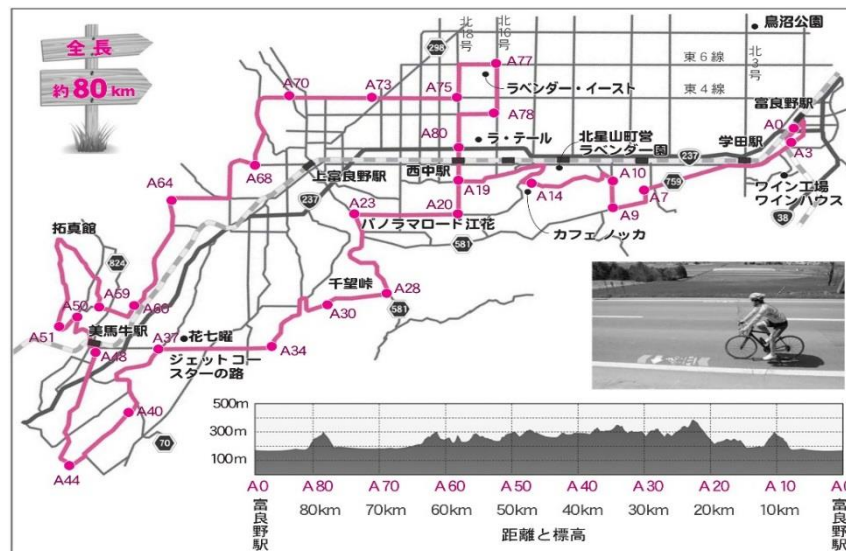 全長
約80km
298
北18号
北16号
鳥沼公園
北3号
A77
東6線
A70
A73
A75
ラベンダー・イースト
東4線
富良野駅
A78
A0
A80
ラ・テール
北星山町営
ラベンダー園
237
学田駅
A3
A68
上富良野駅
西中駅
A64
A19
A14
A10
759
A7
ワイン工場
ワインハウス
237
A23
A20
A9
38
パノラマロード江花
カフェ ノッカ
拓真館
581
824
千望峠
A28
A59
A50
A60
A30
581
A51
美馬牛駅
A37
花七曜
A48
ジェットコー
スターの路
A34
A40
70
A44
500m
300m
100m
A0 A80 A70 A60 A50 A40 A30 A20 A10 A0
富良野駅
80km 70km 60km 50km 40km 30km 20km 10km
富良野駅
距離と標高